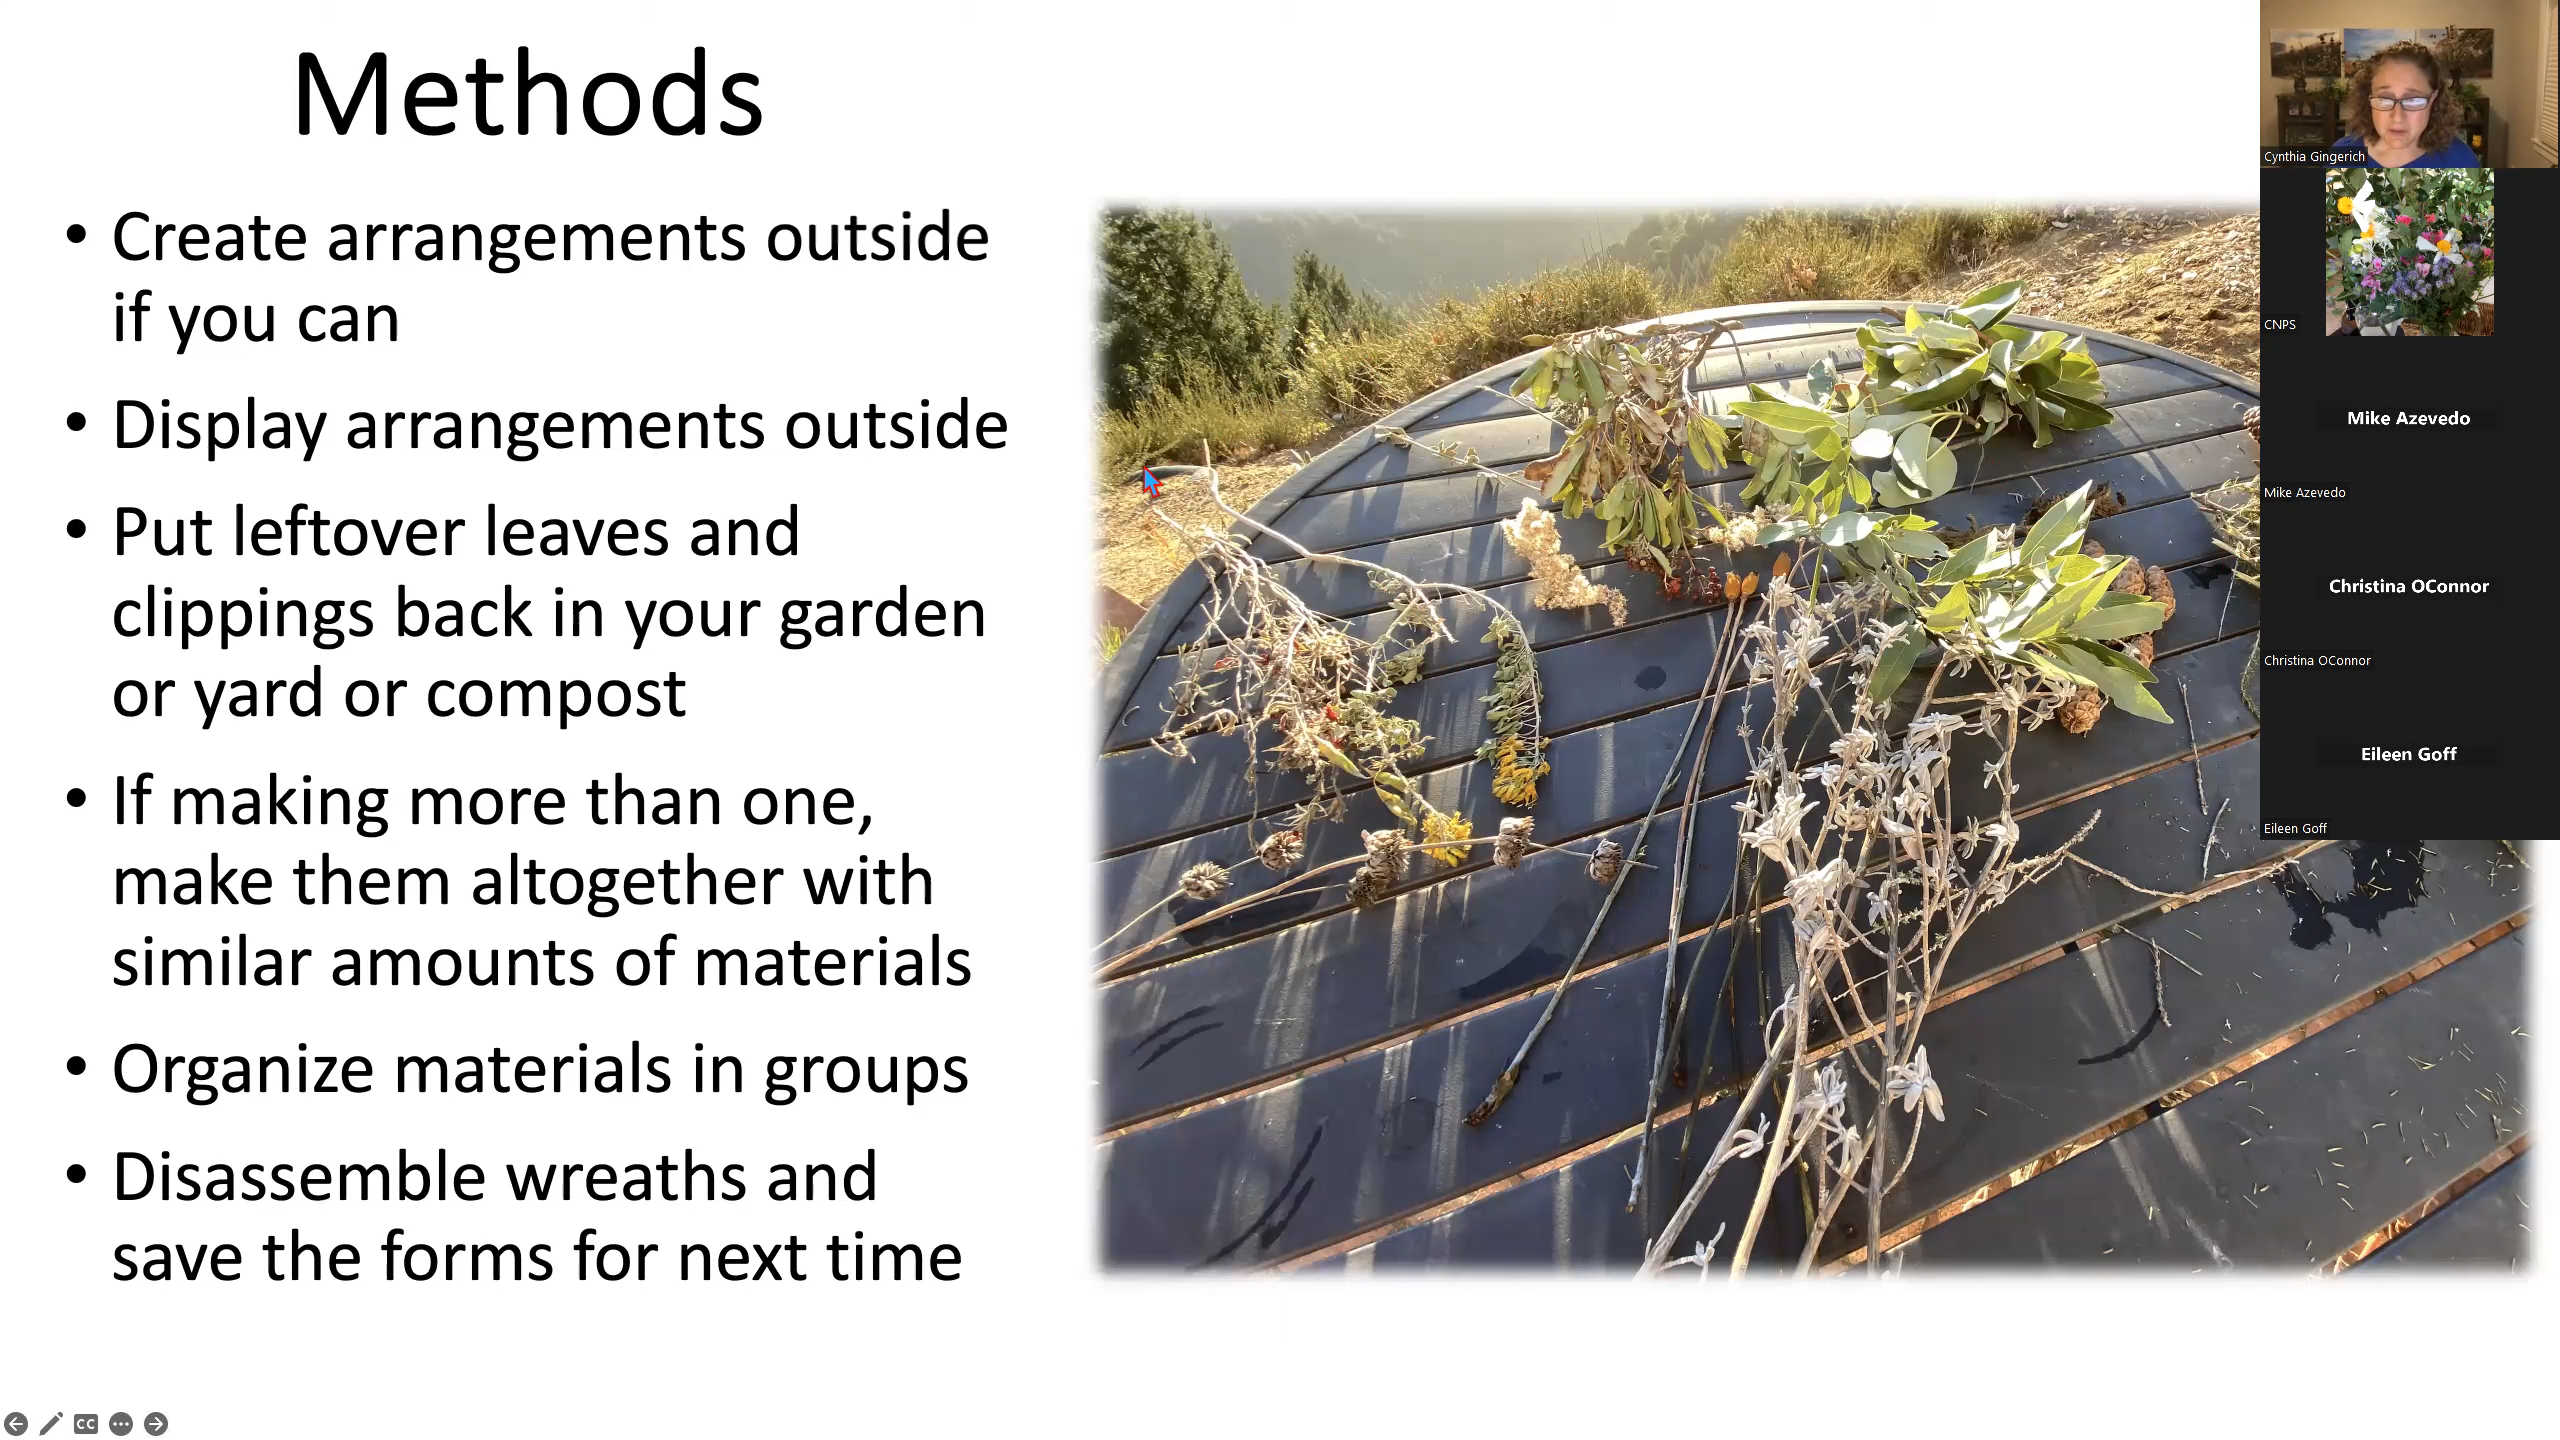 Methods
• Create arrangements outside
if you can
• Display arrangements outside
• Put leftover leaves and
clippings back in your garden
or yard or compost
• If making more than one,
make them altogether with
similar amounts of materials
• Organize materials in groups
• Disassemble wreaths and
save the forms for next time
Cynthia Gingerich
CNPS
Mike Azevedo
Mike Azevedo
Christina OConnor
Christina OConnor
Eileen Goff
Eileen Goff
CC